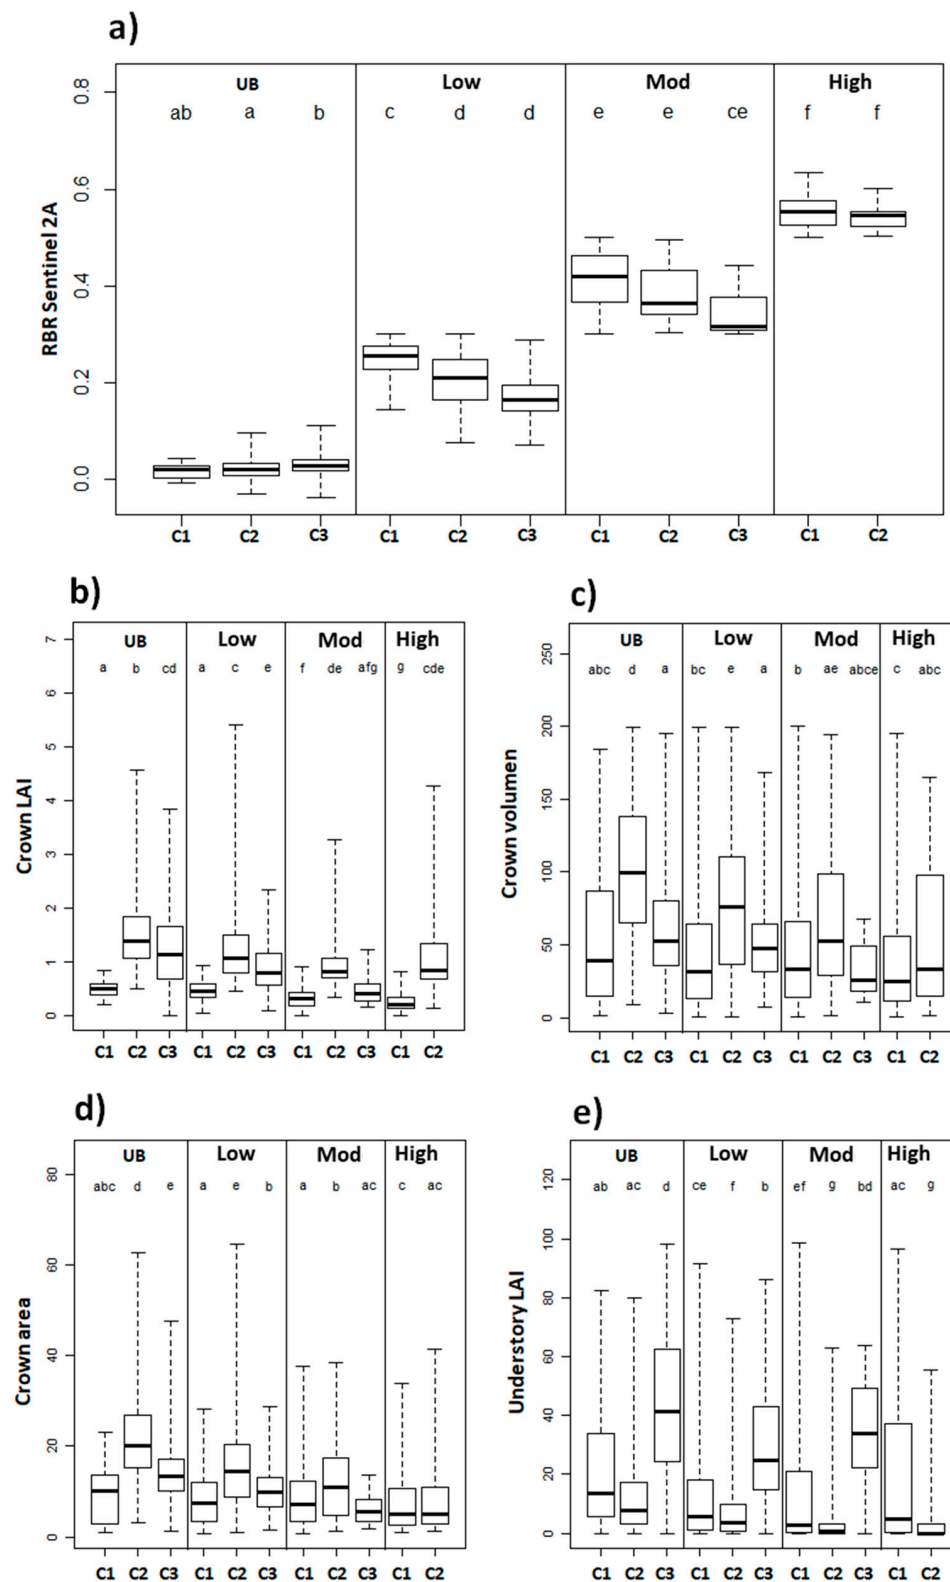 a)
UB Low Mod High
ab a b c d d e e ce f f
0.8
0.6
0.4
0.2
0.0
RBR Sentinel 2A
C1 C2 C3 C1 C2 C3 C1 C2 C3 C1 C2
b)
UB Low Mod High
a b cd a c e f de afg g cde
7
6
5
4
3
2
1
0
Crown LAI
C1 C2 C3 C1 C2 C3 C1 C2 C3 C1 C2
c)
UB Low Mod High
abc d a bc e a b ae abce c abc
250
200
150
100
50
0
Crown volumen
C1 C2 C3 C1 C2 C3 C1 C2 C3 C1 C2
d)
UB Low Mod High
abc d e a e b a b ac c ac
80
60
40
20
0
Crown area
C1 C2 C3 C1 C2 C3 C1 C2 C3 C1 C2
e)
UB Low Mod High
ab ac d ce f b ef g bd ac g
120
100
80
60
40
20
0
Understory LAI
C1 C2 C3 C1 C2 C3 C1 C2 C3 C1 C2